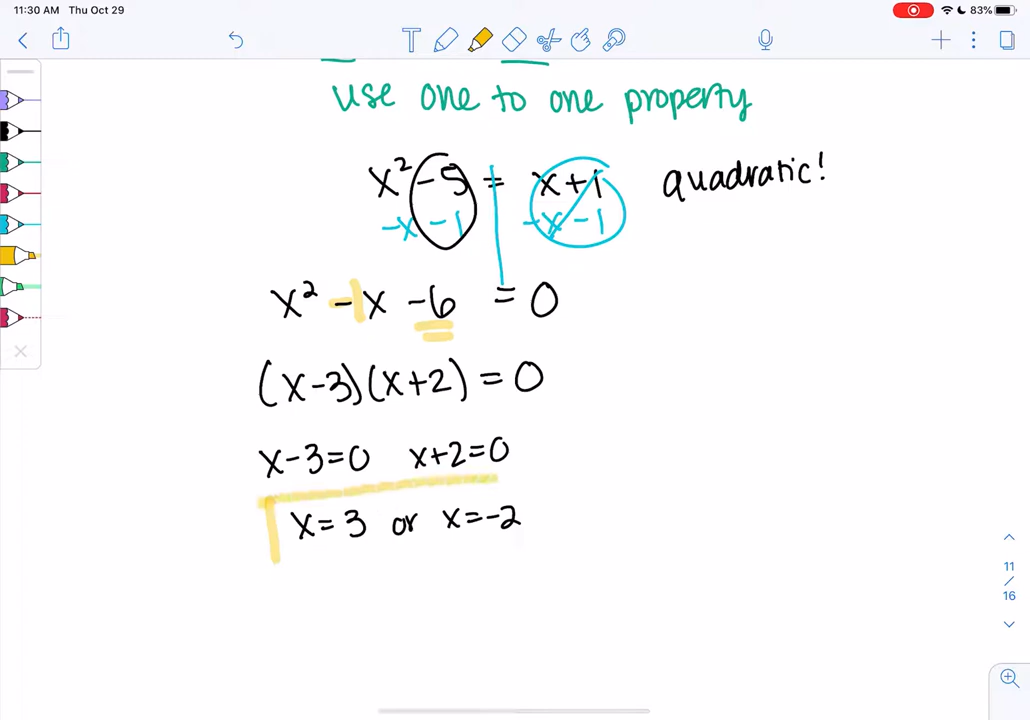 11:30 AM Thu Oct 29
83%
T
use one to one property
x² - 5 = x + 1 quadratic!
-x - 1 -x - 1
x² - 1x - 6 = 0
(x - 3)(x + 2) = 0
x - 3 = 0 x + 2 = 0
x = 3 or x = -2
11
/
16